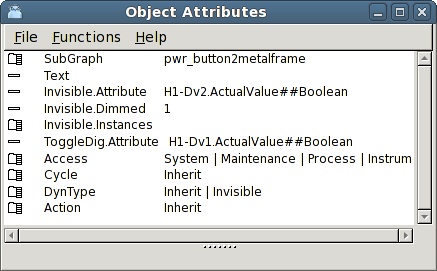 Object Attributes
File Functions Help
SubGraph pwr_button2metalframe
Text
Invisible.Attribute H1-Dv2.ActualValue##Boolean
Invisible.Dimmed 1
Invisible.Instances
ToggleDig.Attribute H1-Dv1.ActualValue##Boolean
Access System | Maintenance | Process | Instrum
Cycle Inherit
DynType Inherit | Invisible
Action Inherit